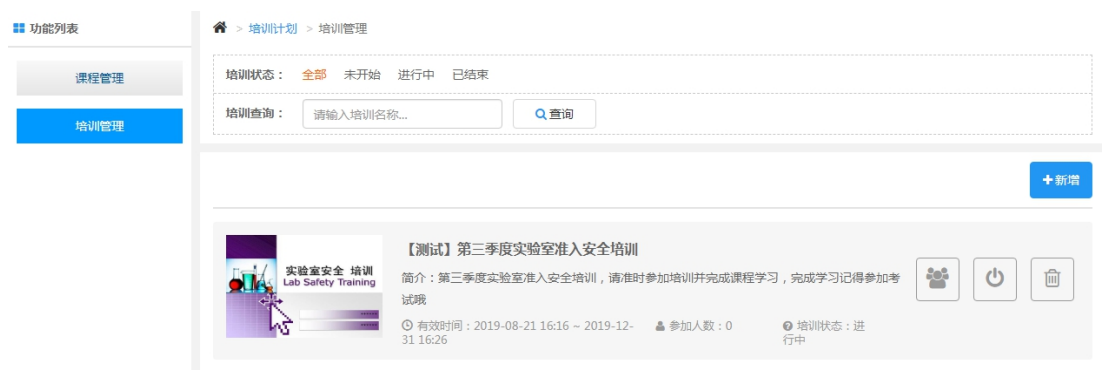 功能列表
> 培训计划 > 培训管理
课程管理
培训管理
培训状态： 全部 未开始 进行中 已结束
培训查询： 请输入培训名称... 查询
新增
实验室安全 培训
Lab Safety Training
【测试】第三季度实验室准入安全培训
简介：第三季度实验室准入安全培训，请准时参加培训并完成课程学习，完成学习记得参加考
试哦
有效时间：2019-08-21 16:16 ~ 2019-12-
31 16:26
参加人数：0
培训状态：进
行中